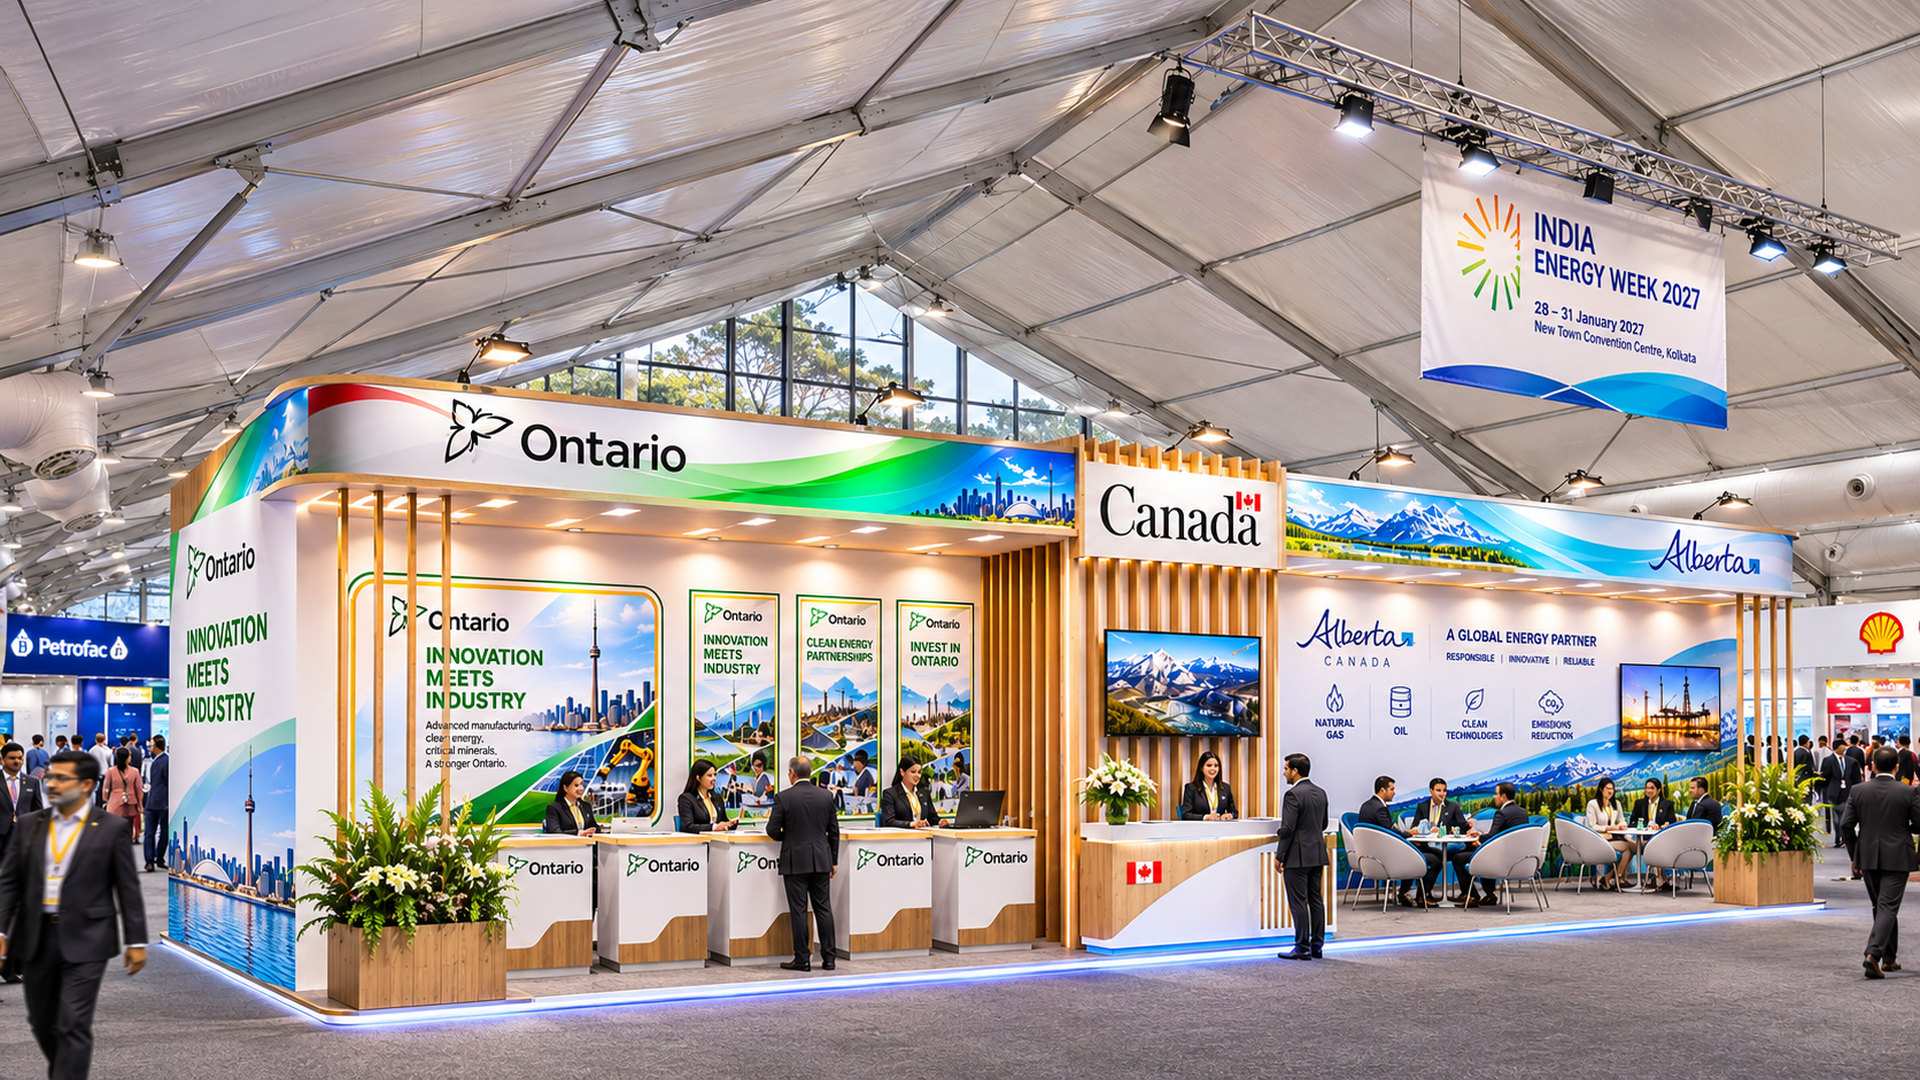 INDIA
ENERGY WEEK 2027
28 – 31 January 2027
New Town Convention Centre, Kolkata
Ontario
Canada
Alberta
Ontario
INNOVATION
MEETS
INDUSTRY
Ontario
INNOVATION
MEETS
INDUSTRY
Advanced manufacturing,
clean energy,
critical minerals.
A stronger Ontario.
Ontario
INNOVATION
MEETS
INDUSTRY
Ontario
CLEAN ENERGY
PARTNERSHIPS
Ontario
INVEST IN
ONTARIO
Alberta
CANADA
A GLOBAL ENERGY PARTNER
RESPONSIBLE | INNOVATIVE | RELIABLE
NATURAL
GAS
OIL
CLEAN
TECHNOLOGIES
CO₂
EMISSIONS
REDUCTION
Petrofac
Ontario
Ontario
On
Ontario
Ontario